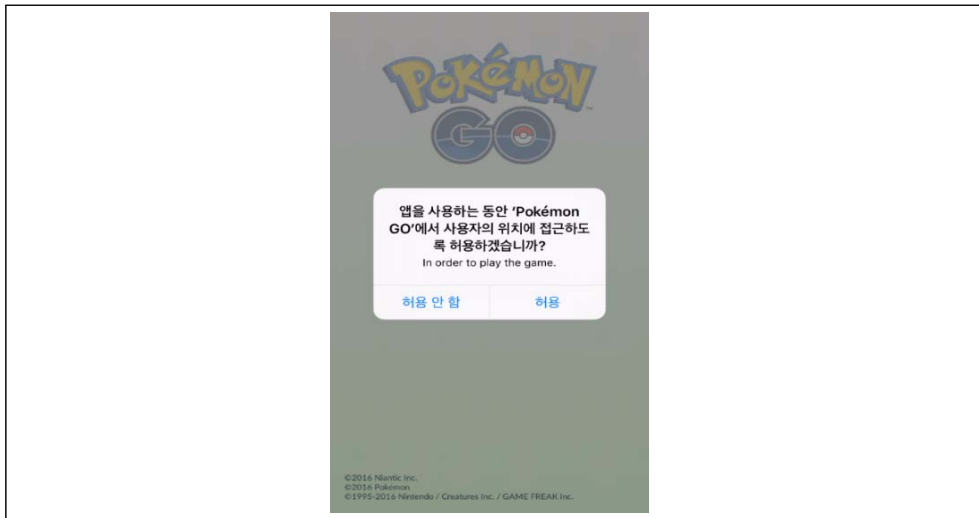 POKÉMON™
GO
앱을 사용하는 동안 ‘Pokémon
GO’에서 사용자의 위치에 접근하도
록 허용하겠습니까?
In order to play the game.
허용 안 함 허용
©2016 Niantic Inc.
©2016 Pokémon
©1995-2016 Nintendo / Creatures Inc. / GAME FREAK Inc.